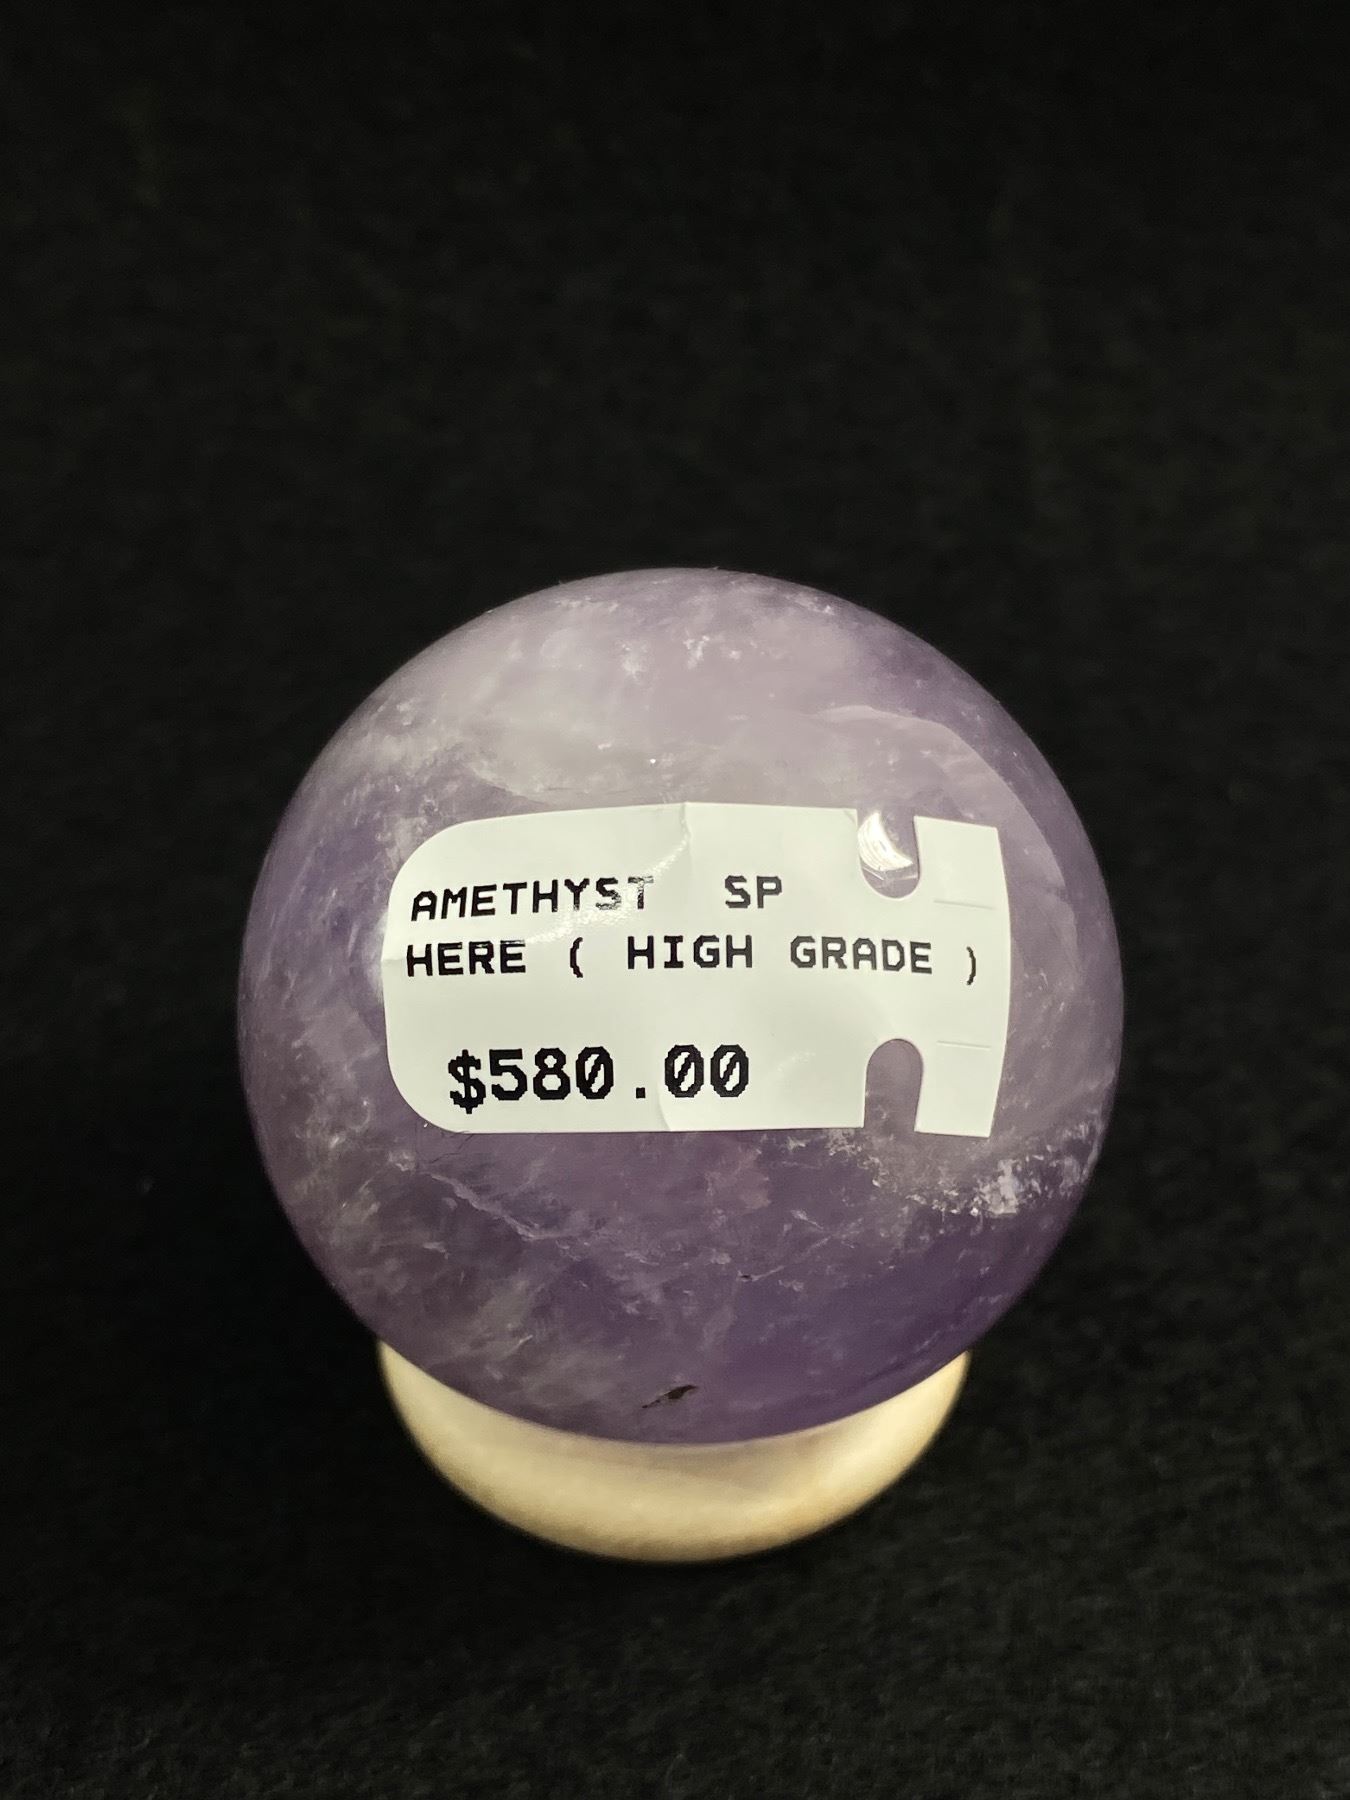 AMETHYST SP
HERE ( HIGH GRADE )
$580.00